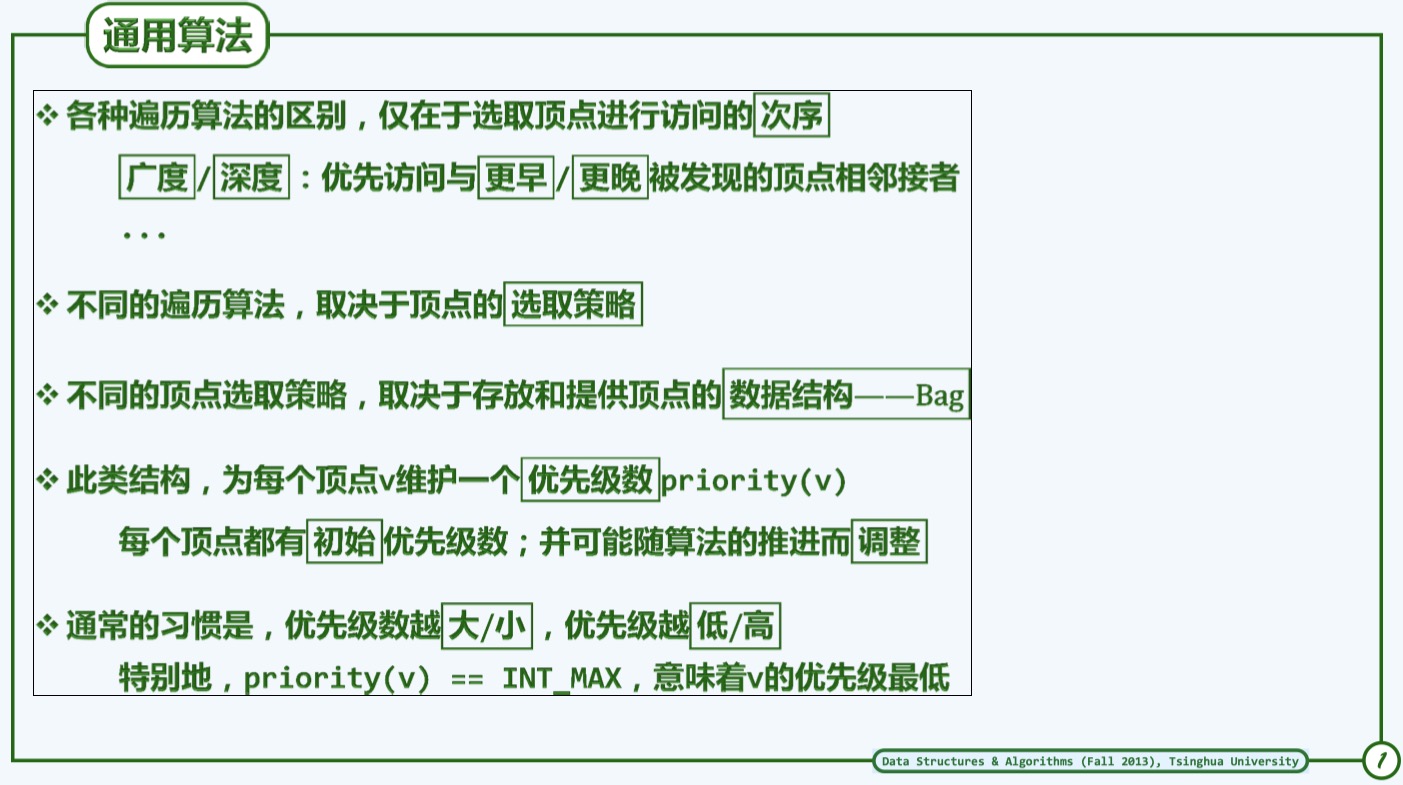 通用算法
❖ 各种遍历算法的区别，仅在于选取顶点进行访问的次序
广度/深度：优先访问与更早/更晚被发现的顶点相邻接者
...
❖ 不同的遍历算法，取决于顶点的选取策略
❖ 不同的顶点选取策略，取决于存放和提供顶点的数据结构——Bag
❖ 此类结构，为每个顶点v维护一个优先级数priority(v)
每个顶点都有初始优先级数；并可能随算法的推进而调整
❖ 通常的习惯是，优先级数越大/小，优先级越低/高
特别地，priority(v) == INT_MAX，意味着v的优先级最低
Data Structures & Algorithms (Fall 2013), Tsinghua University
1